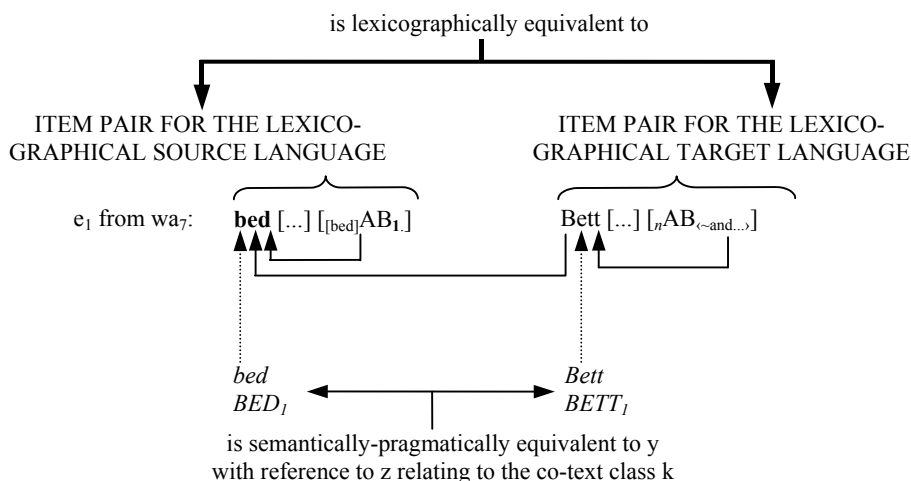 is lexicographically equivalent to
ITEM PAIR FOR THE LEXICO-
GRAPHICAL SOURCE LANGUAGE
ITEM PAIR FOR THE LEXICO-
GRAPHICAL TARGET LANGUAGE
e₁ from wa₇: bed [...] [[bed]AB1.] Bett [...] [nAB‹~and...›]
bed
BED₁
Bett
BETT₁
is semantically-pragmatically equivalent to y
with reference to z relating to the co-text class k